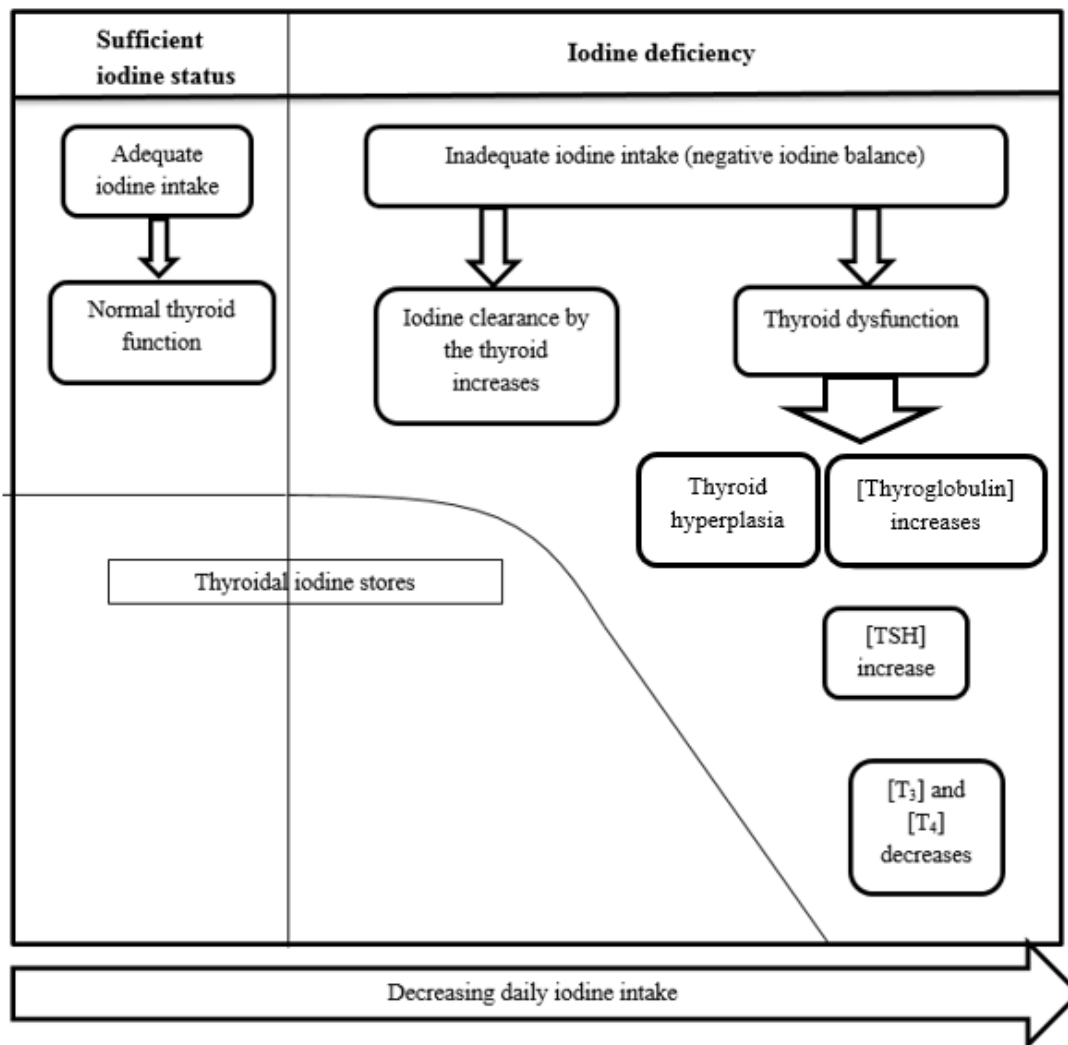 Sufficient
iodine status
Iodine deficiency
Adequate
iodine intake
Inadequate iodine intake (negative iodine balance)
Normal thyroid
function
Iodine clearance by
the thyroid
increases
Thyroid dysfunction
Thyroid
hyperplasia
[Thyroglobulin]
increases
Thyroidal iodine stores
[TSH]
increase
[T₃] and
[T₄]
decreases
Decreasing daily iodine intake